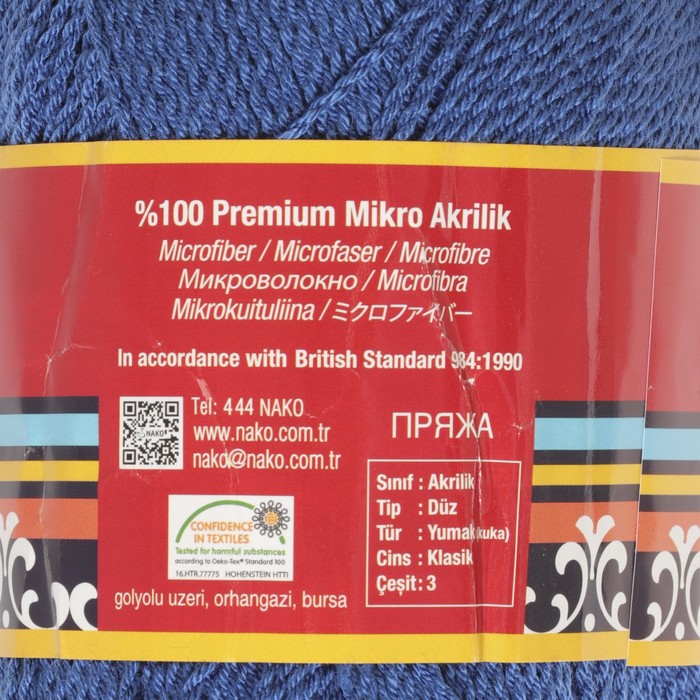 %100 Premium Mikro Akrilik
Microfiber / Microfaser / Microfibre
Микроволокно / Microfibra
Mikrokuituliina / ミクロファイバー
In accordance with British Standard 984:1990
NAKO
Tel: 444 NAKO
www.nako.com.tr
nako@nako.com.tr
ПРЯЖА
Sınıf : Akrilik
Tip : Düz
Tür : Yumak(kuka)
Cins : Klasik
Çeşit : 3
CONFIDENCE
IN TEXTILES
Tested for harmful substances
according to Oeko-Tex® Standard 100
16.HTR.77775 HOHENSTEIN HTTI
golyolu uzeri, orhangazi, bursa